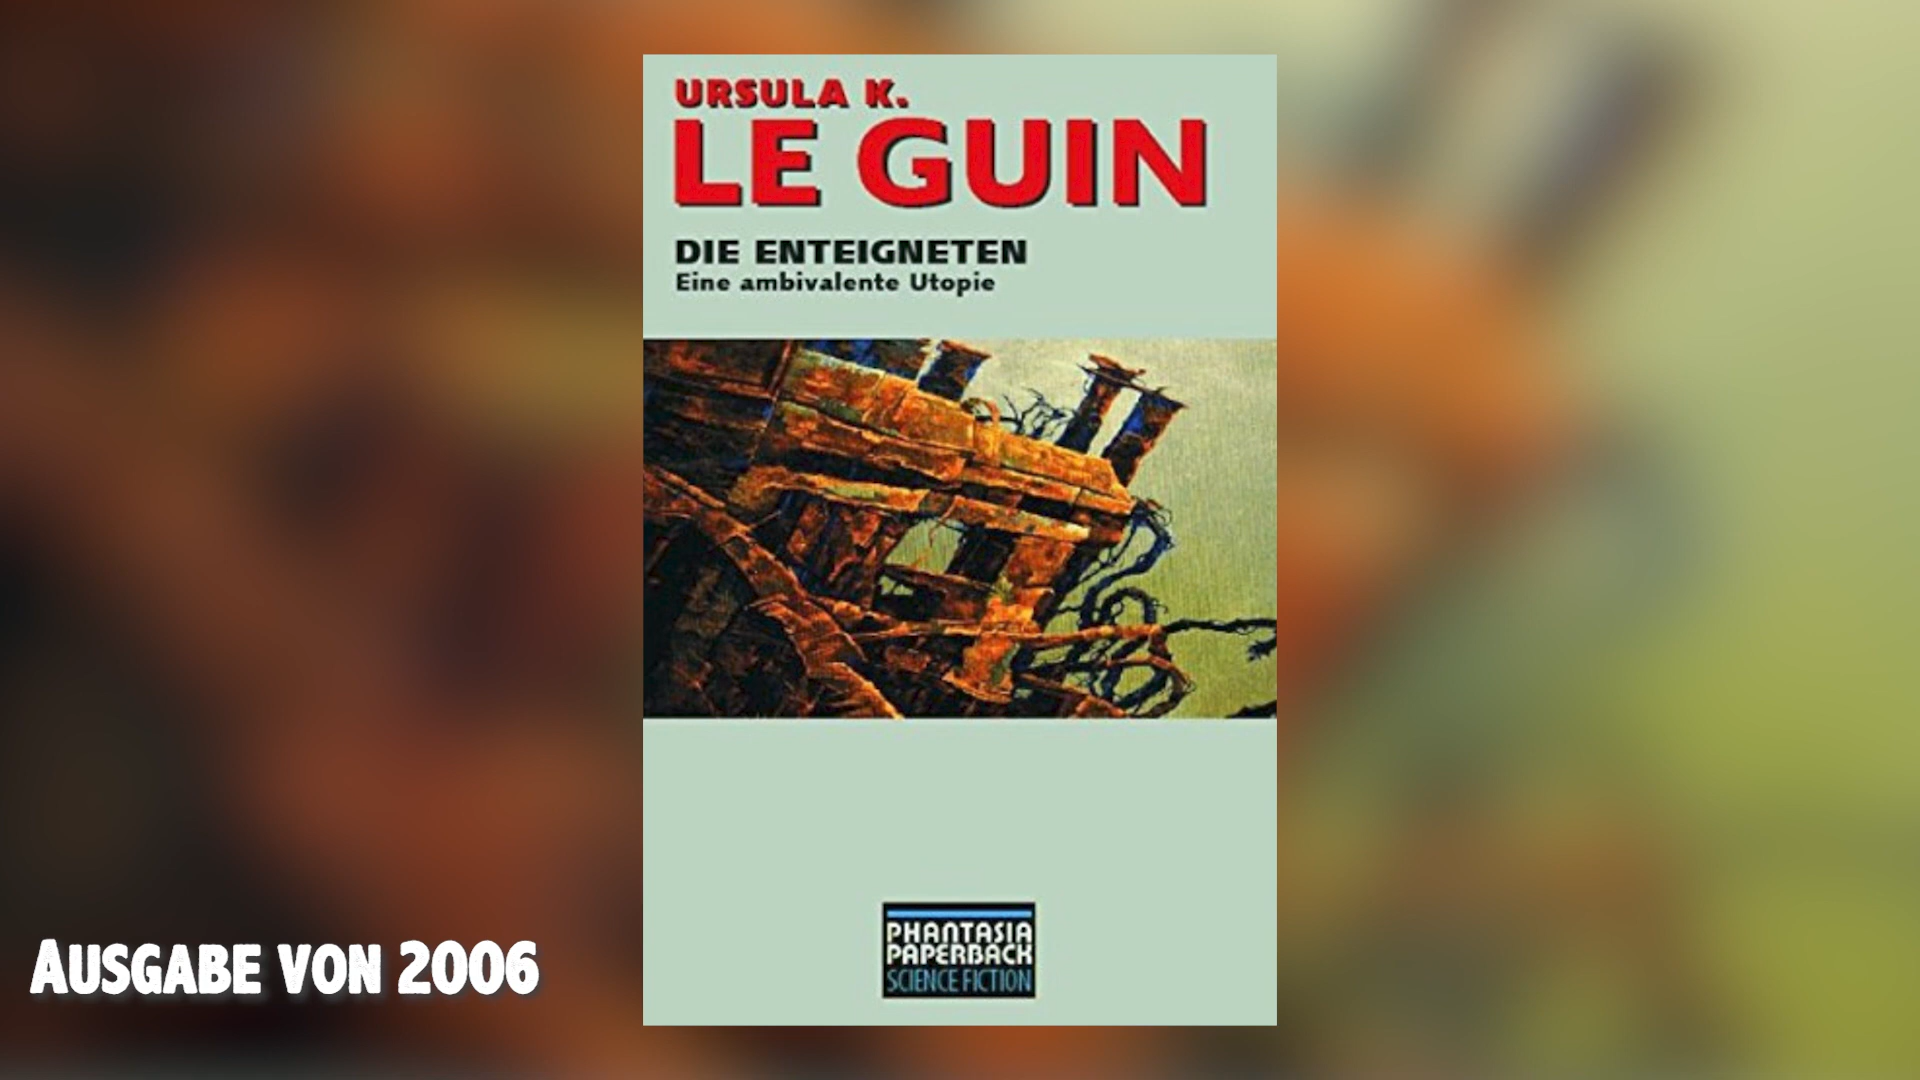 URSULA K.
LE GUIN
DIE ENTEIGNETEN
Eine ambivalente Utopie
PHANTASIA
PAPERBACK
SCIENCE FICTION
AUSGABE VON 2006